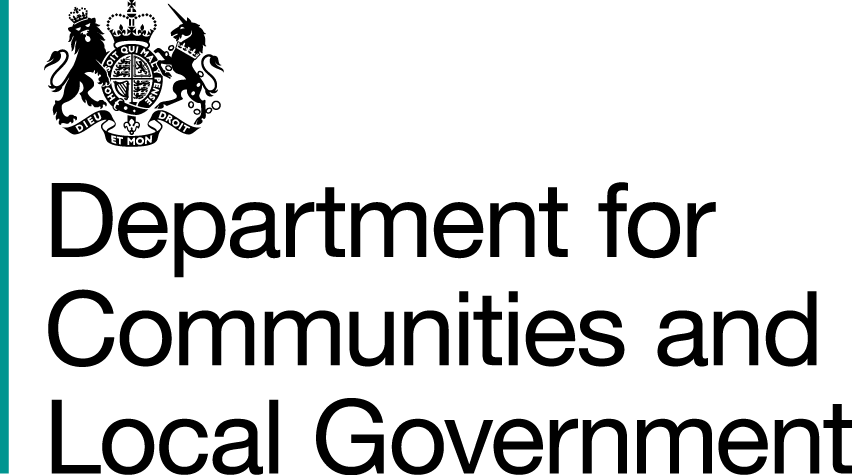 HONI SOIT QUI MAL Y PENSE
DIEU ET MON DROIT
Department for
Communities and
Local Government